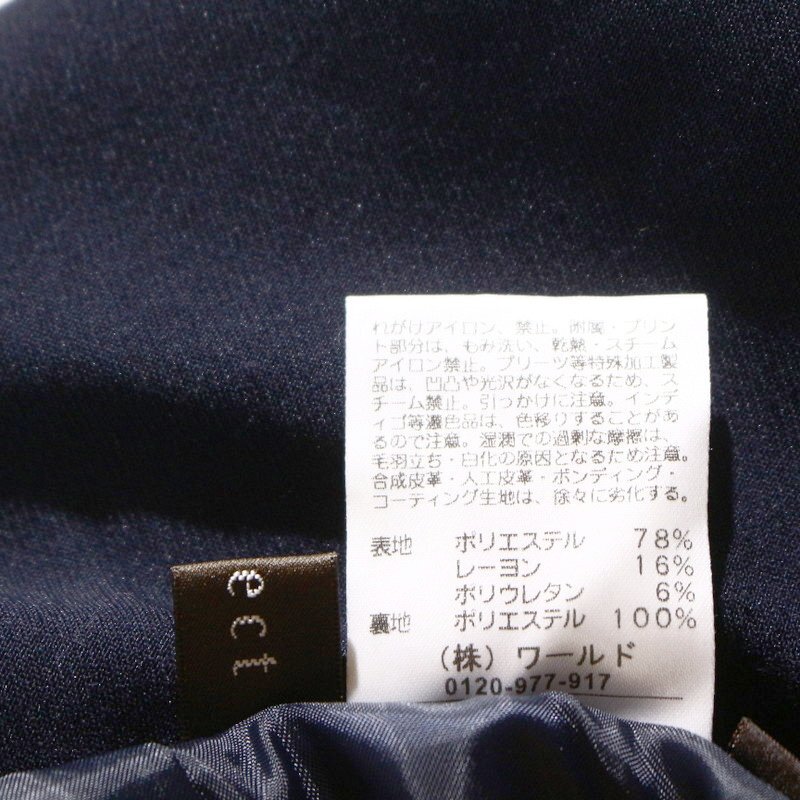 れがけアイロン、禁止。刺繍・プリン
ト部分は、もみ洗い、乾熱・スチーム
アイロン禁止。プリーツ等特殊加工製
品は、凹凸や光沢がなくなるため、ス
チーム禁止。引っかけに注意。インデ
ィゴ等濃色品は、色移りすることがあ
るので注意。湿潤での過剰な摩擦は、
毛羽立ち・白化の原因となるため注意。
合成皮革・人工皮革・ボンディング・
コーティング生地は、徐々に劣化する。
表地 ポリエステル 78%
レーヨン 16%
ポリウレタン 6%
裏地 ポリエステル 100%
(株) ワールド
0120-977-917
ect